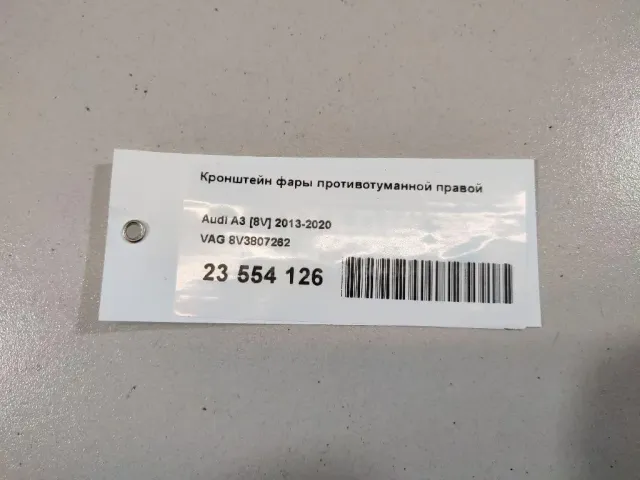 Кронштейн фары противотуманной правой
Audi A3 [8V] 2013-2020
VAG 8V3807282
23 554 126